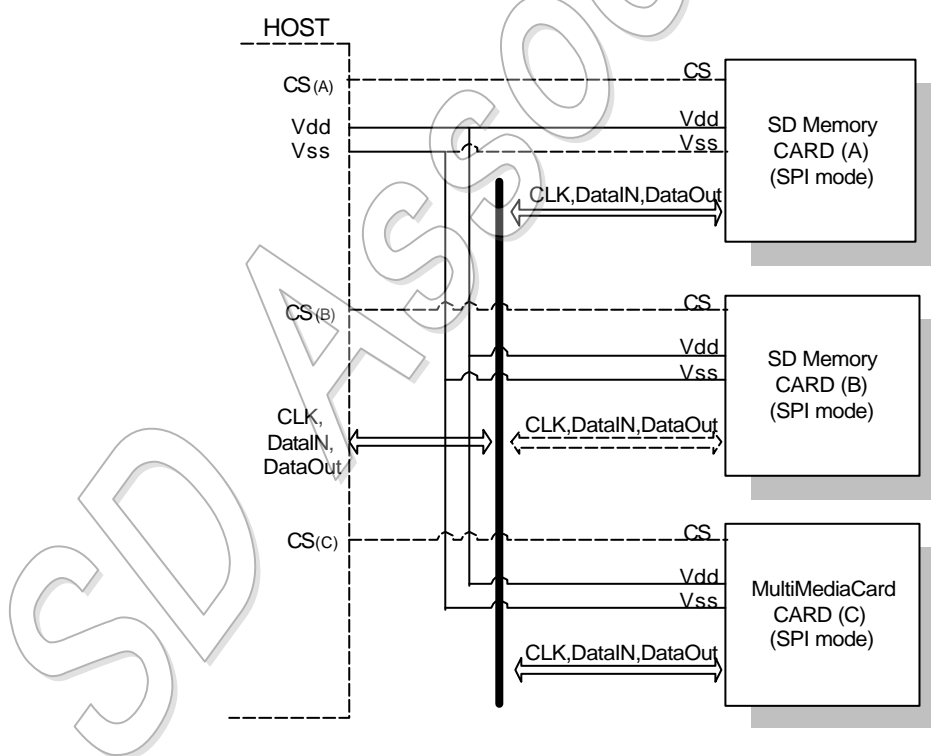 HOST
CS(A)
CS
Vdd
Vdd
Vss
Vss
SD Memory
CARD (A)
(SPI mode)
CLK,DataIN,DataOut
CS(B)
CS
Vdd
Vss
SD Memory
CARD (B)
(SPI mode)
CLK,
DataIN,
DataOut
CLK,DataIN,DataOut
CS(C)
CS
Vdd
Vss
MultiMediaCard
CARD (C)
(SPI mode)
CLK,DataIN,DataOut
SD Assoc